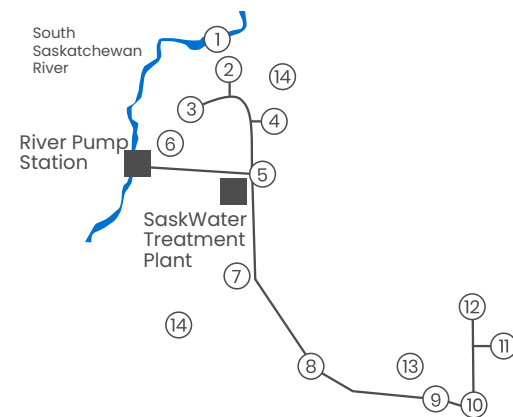 South
Saskatchewan
River
1
2
14
3
4
6
River Pump
Station
5
SaskWater
Treatment
Plant
7
14
12
11
8
13
9
10